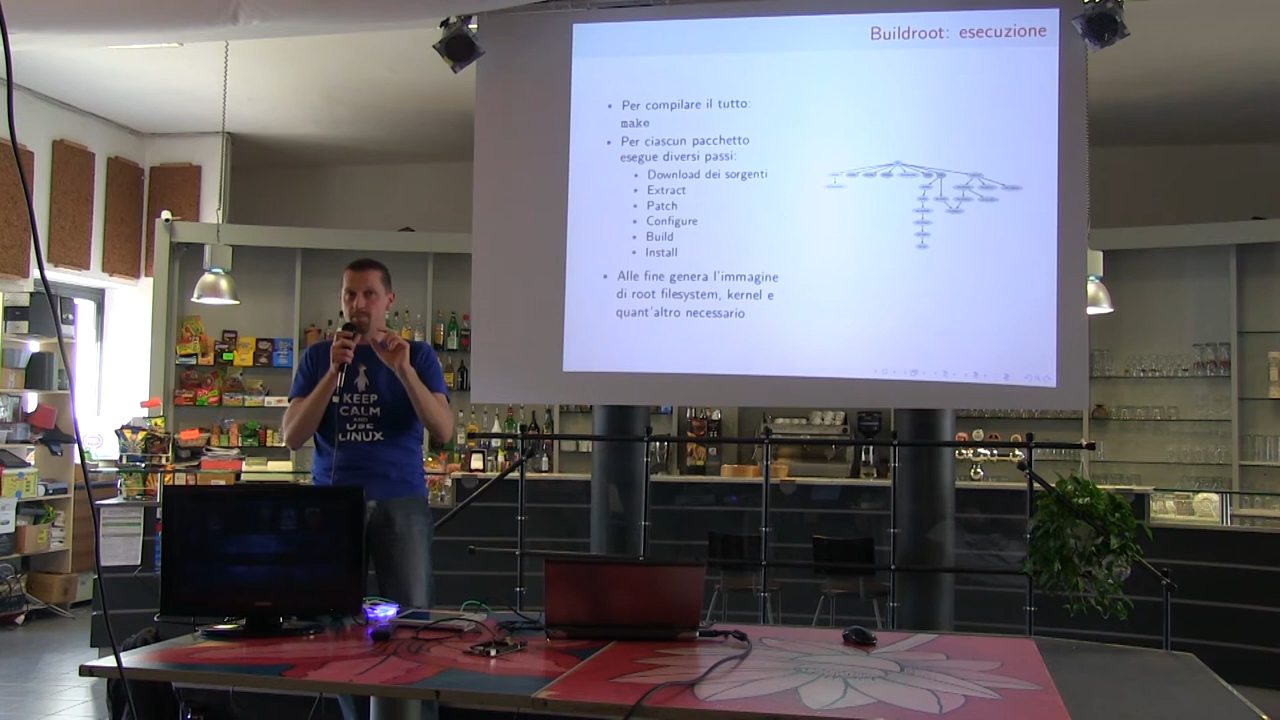 Buildroot: esecuzione
Per compilare il tutto:
make
Per ciascun pacchetto
esegue diversi passi:
Download dei sorgenti
Extract
Patch
Configure
Build
Install
Alle fine genera l'immagine
di root filesystem, kernel e
quant'altro necessario
KEEP
CALM
AND
USE
LINUX